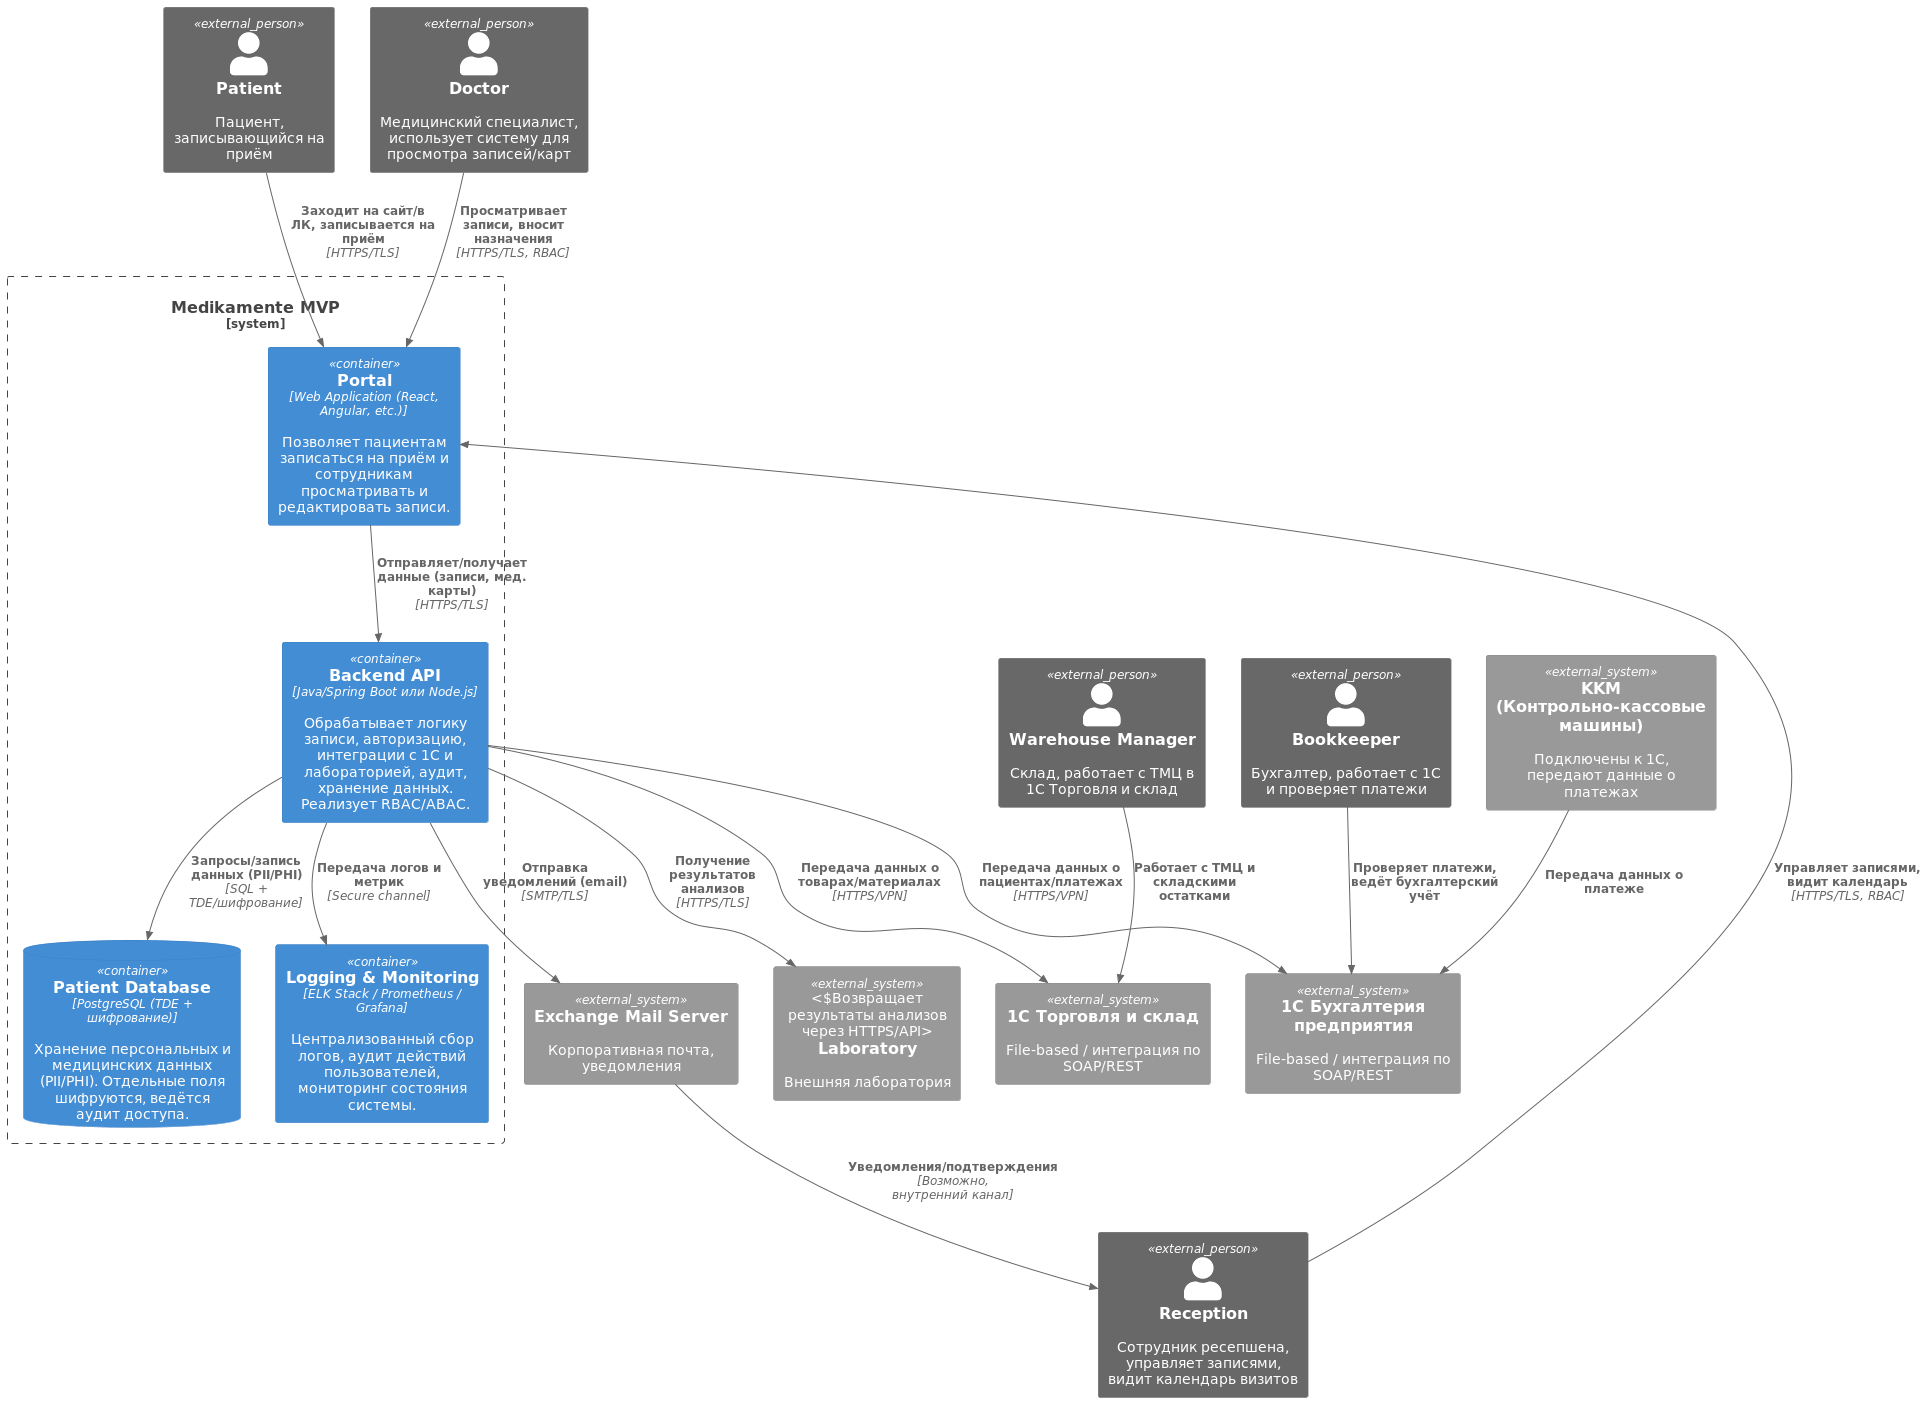 «external_person»
Patient
Пациент,
записывающийся на
приём
«external_person»
Doctor
Медицинский специалист,
использует систему для
просмотра записей/карт
Заходит на сайт/в
ЛК, записывается на
приём
[HTTPS/TLS]
Просматривает
записи, вносит
назначения
[HTTPS/TLS, RBAC]
Medikamente MVP
[system]
«container»
Portal
[Web Application (React,
Angular, etc.)]
Позволяет пациентам
записаться на приём и
сотрудникам
просматривать и
редактировать записи.
Отправляет/получает
данные (записи, мед.
карты)
[HTTPS/TLS]
«container»
Backend API
[Java/Spring Boot или Node.js]
Обрабатывает логику
записи, авторизацию,
интеграции с 1С и
лабораторией, аудит,
хранение данных.
Реализует RBAC/ABAC.
«external_person»
Warehouse Manager
Склад, работает с ТМЦ в
1С Торговля и склад
«external_person»
Bookkeeper
Бухгалтер, работает с 1С
и проверяет платежи
«external_system»
KKM
(Контрольно-кассовые
машины)
Подключены к 1С,
передают данные о
платежах
Запросы/запись
данных (PII/PHI)
[SQL +
TDE/шифрование]
Передача логов и
метрик
[Secure channel]
Отправка
уведомлений (email)
[SMTP/TLS]
Получение
результатов
анализов
[HTTPS/TLS]
Передача данных о
товарах/материалах
[HTTPS/VPN]
Передача данных о
пациентах/платежах
[HTTPS/VPN]
Работает с ТМЦ и
складскими
остатками
Проверяет платежи,
ведёт бухгалтерский
учёт
Передача данных о
платеже
Управляет записями,
видит календарь
[HTTPS/TLS, RBAC]
«container»
Patient Database
[PostgreSQL (TDE +
шифрование)]
Хранение персональных и
медицинских данных
(PII/PHI). Отдельные поля
шифруются, ведётся
аудит доступа.
«container»
Logging & Monitoring
[ELK Stack / Prometheus /
Grafana]
Централизованный сбор
логов, аудит действий
пользователей,
мониторинг состояния
системы.
«external_system»
Exchange Mail Server
Корпоративная почта,
уведомления
«external_system»
<$Возвращает
результаты анализов
через HTTPS/API>
Laboratory
Внешняя лаборатория
«external_system»
1С Торговля и склад
File-based / интеграция по
SOAP/REST
«external_system»
1С Бухгалтерия
предприятия
File-based / интеграция по
SOAP/REST
Уведомления/подтверждения
[Возможно,
внутренний канал]
«external_person»
Reception
Сотрудник ресепшена,
управляет записями,
видит календарь визитов